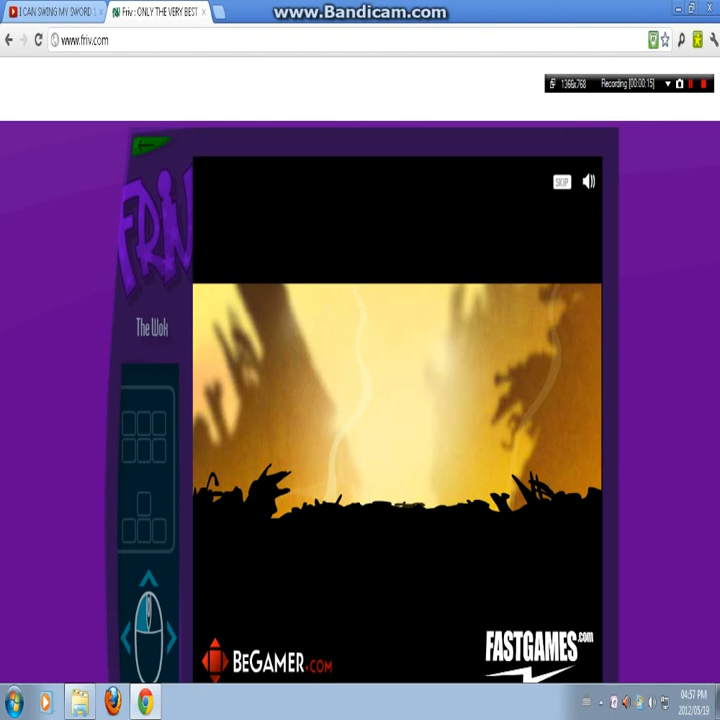 www.Bandicam.com
I CAN SWING MY SWORD
Friv : ONLY THE VERY BEST
www.friv.com
1366x768 Recording [00:00:15]
SKIP
FRIV
The Wok
BEGAMER.COM
FASTGAMES.com
04:57 PM
2012/05/19